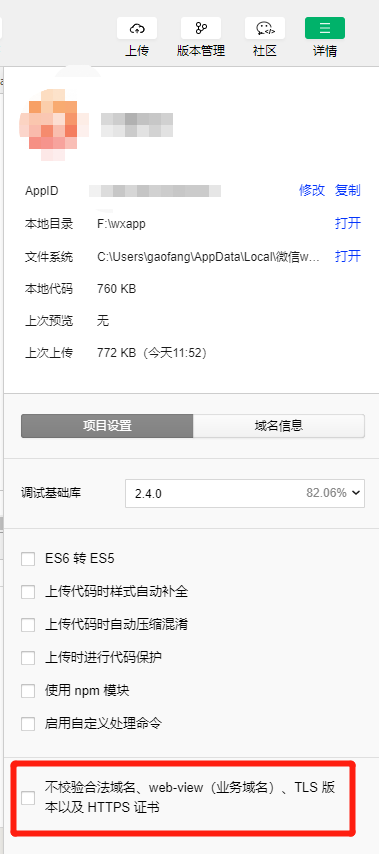 上传 版本管理 社区 详情
AppID 修改 复制
本地目录 F:\wxapp 打开
文件系统 C:\Users\gaofang\AppData\Local\微信w... 打开
本地代码 760 KB
上次预览 无
上次上传 772 KB（今天11:52）
项目设置 域名信息
调试基础库 2.4.0 82.06%
ES6 转 ES5
上传代码时样式自动补全
上传代码时自动压缩混淆
上传时进行代码保护
使用 npm 模块
启用自定义处理命令
不校验合法域名、web-view（业务域名）、TLS 版
本以及 HTTPS 证书